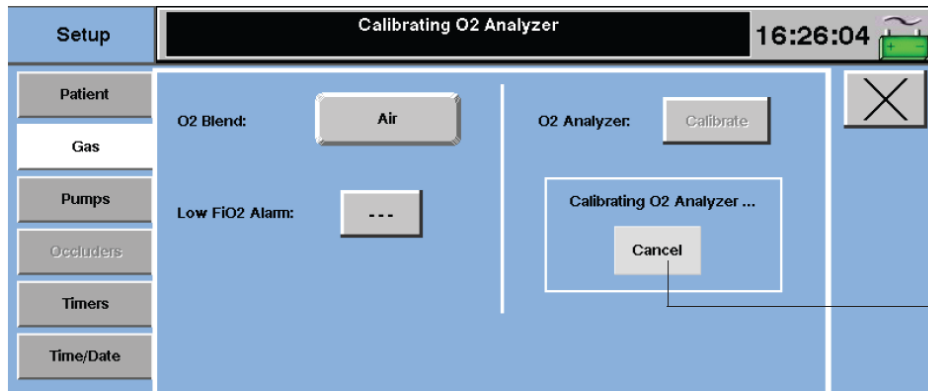 Setup
Calibrating O2 Analyzer
16:26:04
Patient
Gas
Pumps
Occluders
Timers
Time/Date
O2 Blend:
Air
Low FiO2 Alarm:
---
O2 Analyzer:
Calibrate
Calibrating O2 Analyzer ...
Cancel